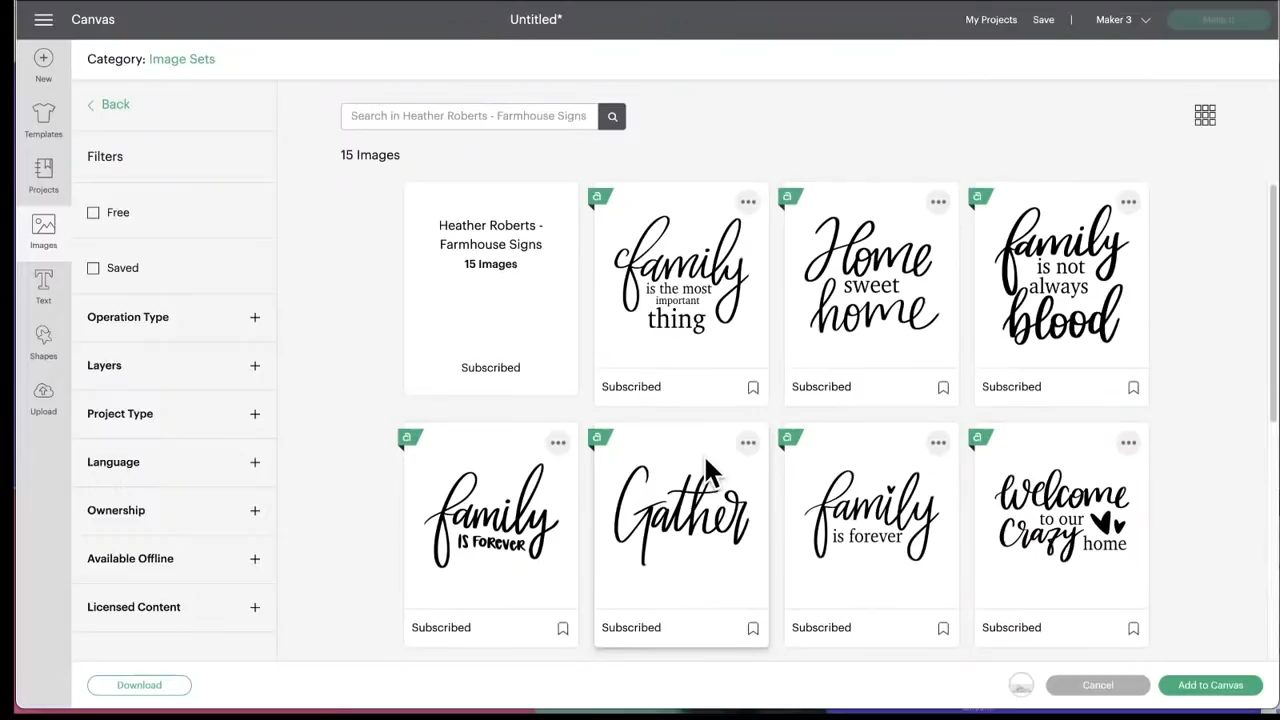 Canvas
Untitled*
My Projects
Save
|
Maker 3
Make It
Category: Image Sets
New
Templates
Projects
Images
Text
Shapes
Upload
Back
Filters
Free
Saved
Operation Type
Layers
Project Type
Language
Ownership
Available Offline
Licensed Content
Search in Heather Roberts - Farmhouse Signs
15 Images
Heather Roberts -
Farmhouse Signs
15 Images
Subscribed
a
family
is the most
important
thing
Subscribed
a
Home
sweet
home
Subscribed
a
family
is not
always
blood
Subscribed
a
family
IS FOREVER
Subscribed
a
Gather
Subscribed
a
family
is forever
Subscribed
a
welcome
to our
crazy
home
Subscribed
Download
Cancel
Add to Canvas